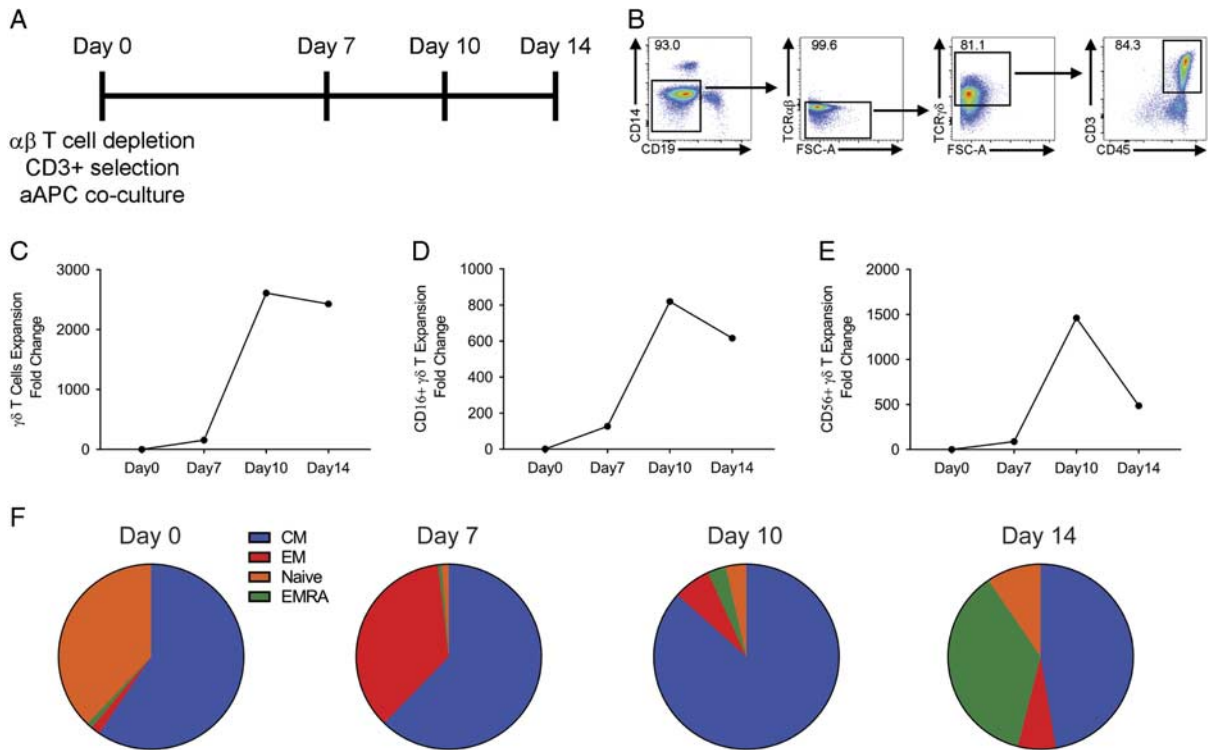 A
Day 0
Day 7
Day 10
Day 14
αβ T cell depletion
CD3+ selection
aAPC co-culture
B
93.0
CD14
CD19
99.6
TCRαβ
FSC-A
81.1
TCRγδ
FSC-A
84.3
CD3
CD45
C
γδ T Cells Expansion
Fold Change
3000
2000
1000
0
Day0
Day7
Day10
Day14
D
CD16+ γδ T Expansion
Fold Change
1000
800
600
400
200
0
Day0
Day7
Day10
Day14
E
CD56+ γδ T Expansion
Fold Change
2000
1500
1000
500
0
Day0
Day7
Day10
Day14
F
Day 0
CM
EM
Naive
EMRA
Day 7
Day 10
Day 14